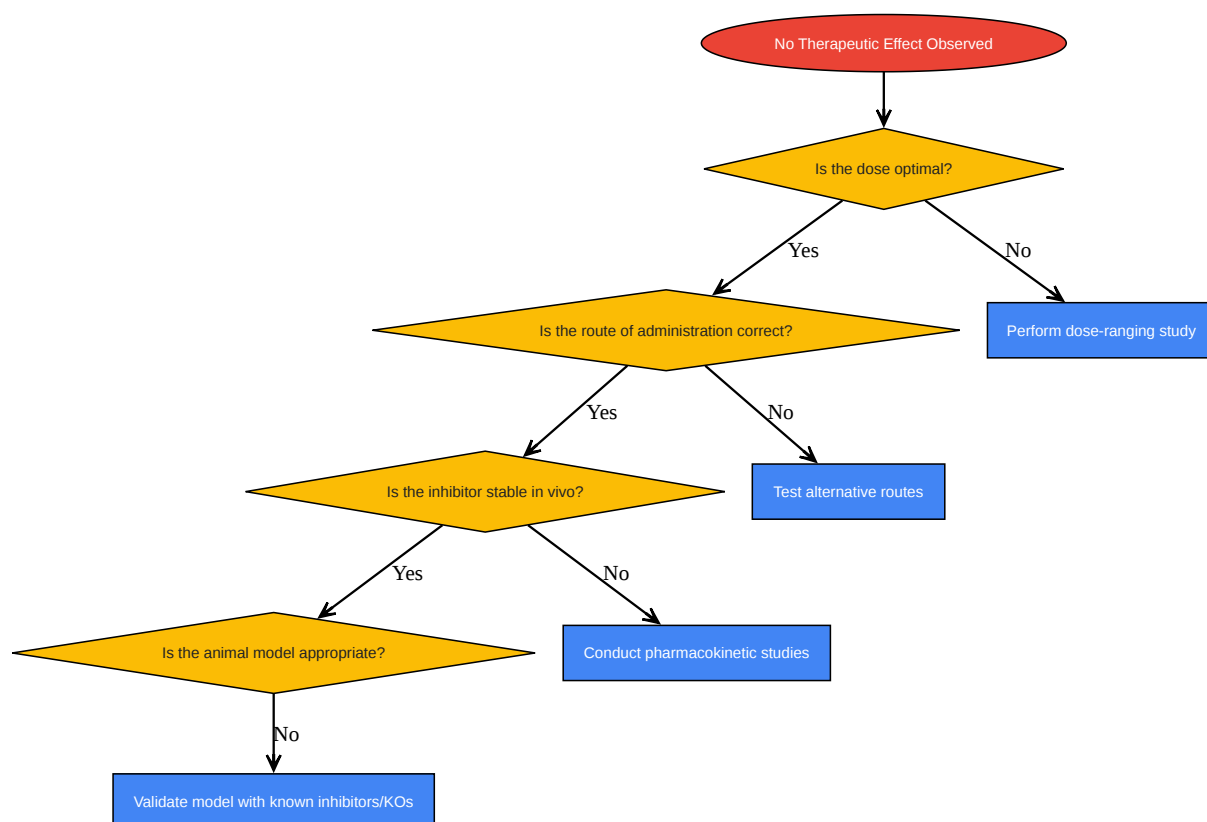 No Therapeutic Effect Observed
Is the dose optimal?
Yes
No
Is the route of administration correct?
Perform dose-ranging study
Yes
No
Is the inhibitor stable in vivo?
Test alternative routes
Yes
No
Is the animal model appropriate?
Conduct pharmacokinetic studies
No
Validate model with known inhibitors/KOs